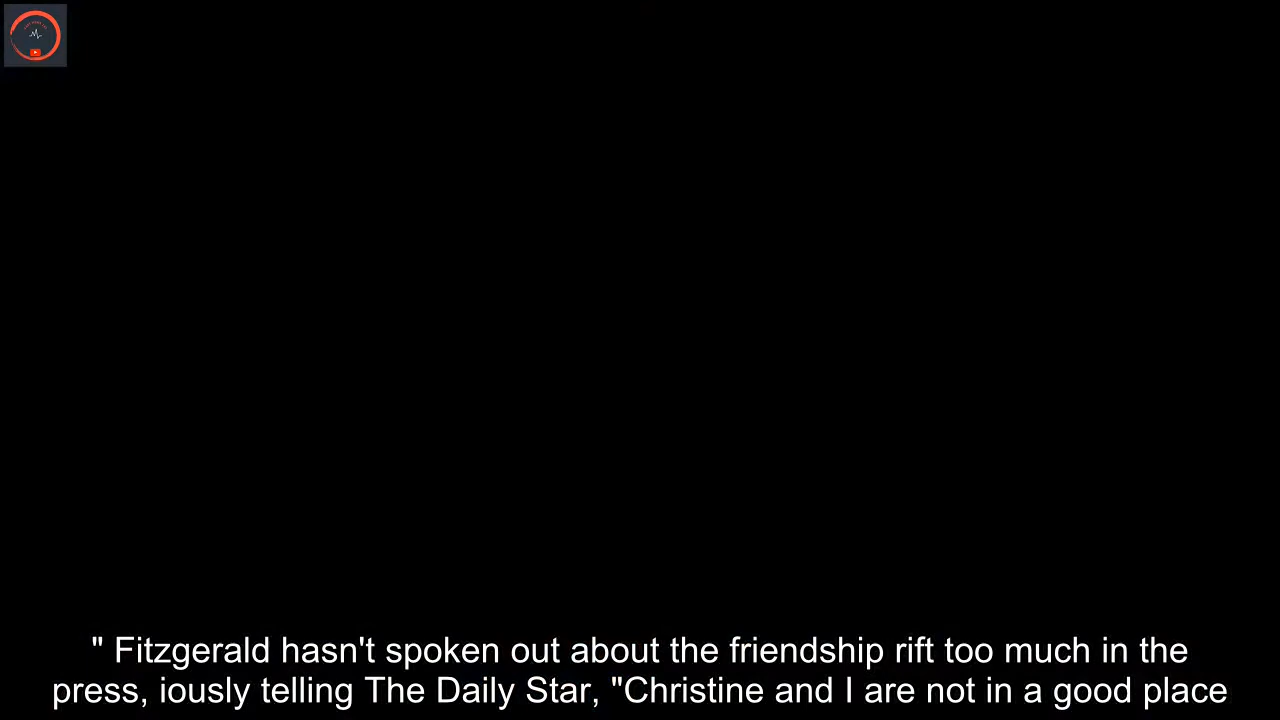 " Fitzgerald hasn't spoken out about the friendship rift too much in the
press, iously telling The Daily Star, "Christine and I are not in a good place